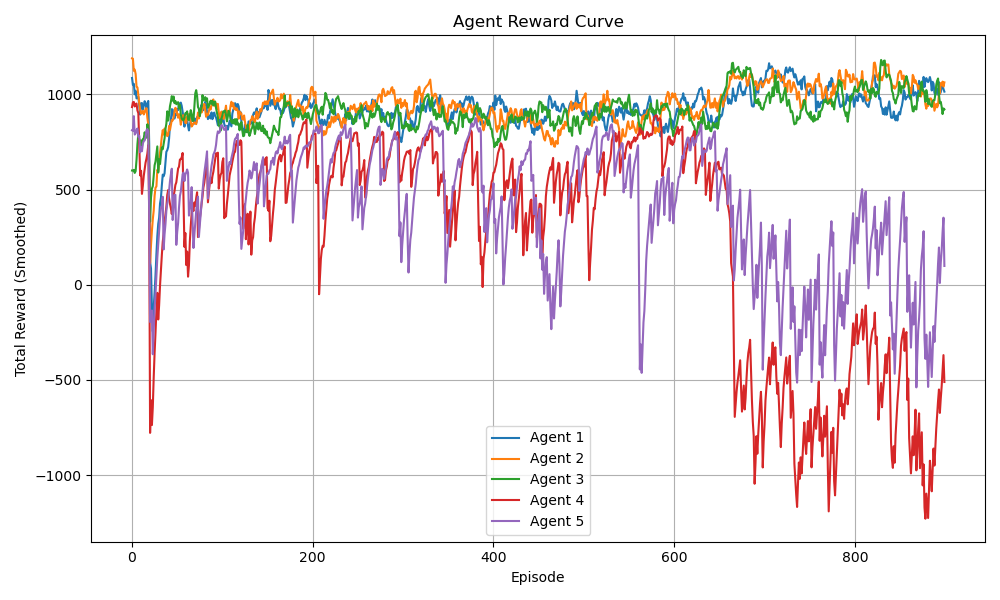 Agent Reward Curve
Total Reward (Smoothed)
1000
500
0
−500
−1000
Agent 1
Agent 2
Agent 3
Agent 4
Agent 5
0 200 400 600 800
Episode